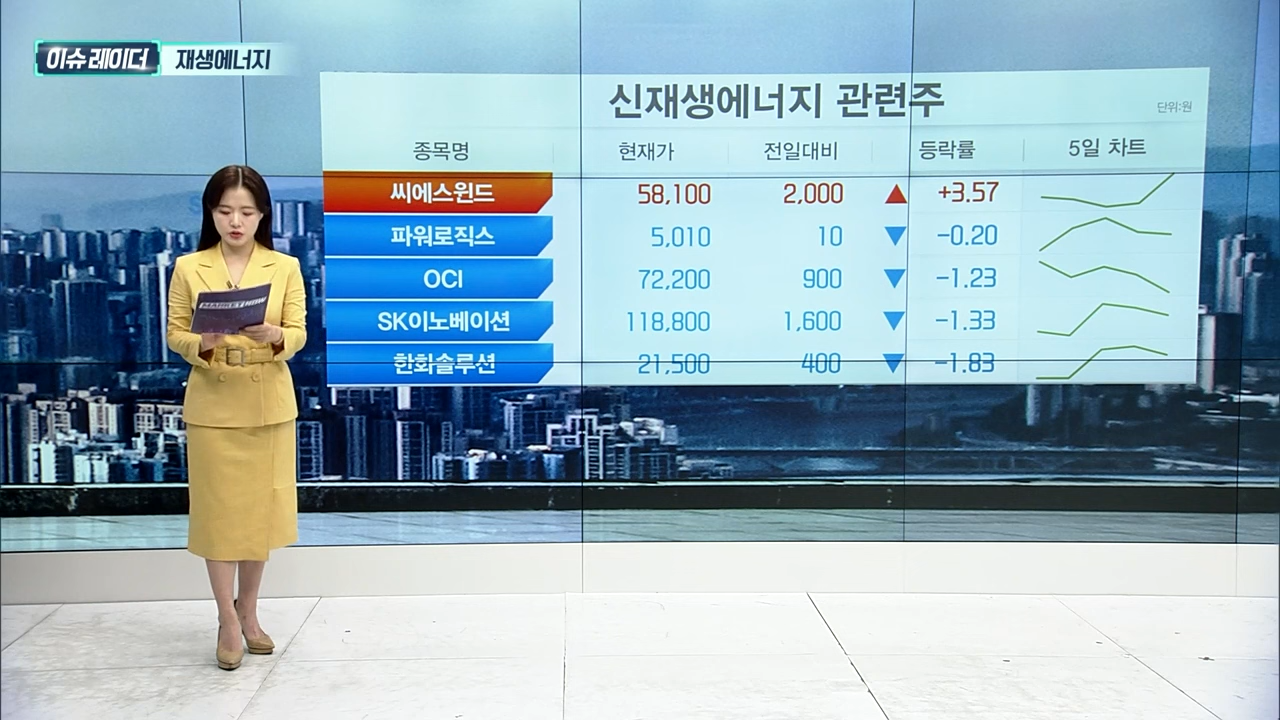 이슈 레이더 재생에너지
신재생에너지 관련주
단위:원
종목명 현재가 전일대비 등락률 5일 차트
씨에스윈드 58,100 2,000 ▲ +3.57
파워로직스 5,010 10 ▼ -0.20
OCI 72,200 900 ▼ -1.23
SK이노베이션 118,800 1,600 ▼ -1.33
한화솔루션 21,500 400 ▼ -1.83
MARKET NOW